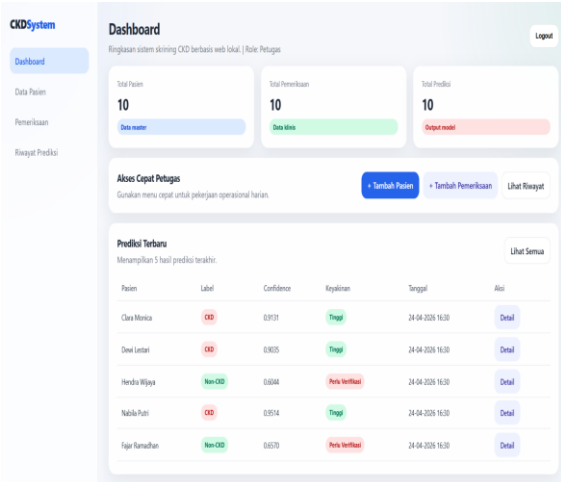 CKDSystem
Dashboard
Data Pasien
Pemeriksaan
Riwayat Prediksi
Dashboard
Ringkasan sistem skrining CKD berbasis web lokal. | Role: Petugas
Logout
Total Pasien
10
Data master
Total Pemeriksaan
10
Data klinis
Total Prediksi
10
Output model
Akses Cepat Petugas
Gunakan menu cepat untuk pekerjaan operasional harian.
+ Tambah Pasien
+ Tambah Pemeriksaan
Lihat Riwayat
Prediksi Terbaru
Menampilkan 5 hasil prediksi terakhir.
Lihat Semua
Pasien Label Confidence Keyakinan Tanggal Aksi
Clara Monica CKD 0.9131 Tinggi 24-04-2026 16:30 Detail
Dewi Lestari CKD 0.9035 Tinggi 24-04-2026 16:30 Detail
Hendra Wijaya Non-CKD 0.6044 Perlu Verifikasi 24-04-2026 16:30 Detail
Nabila Putri CKD 0.9514 Tinggi 24-04-2026 16:30 Detail
Fajar Ramadhan Non-CKD 0.6570 Perlu Verifikasi 24-04-2026 16:30 Detail